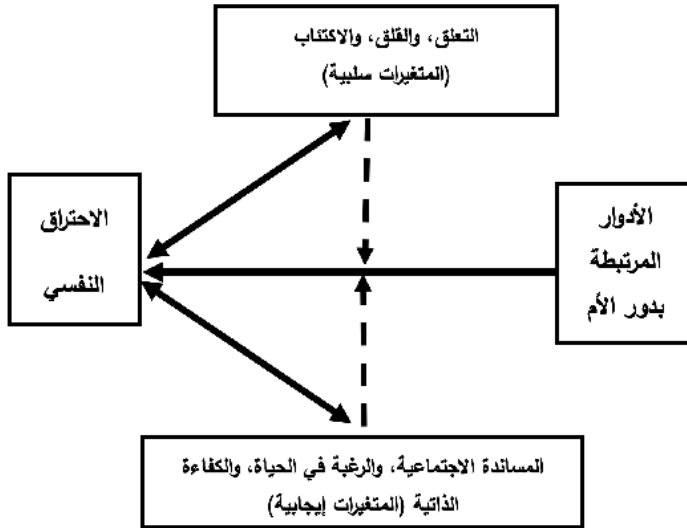 التعلق، والقلق، والاكتئاب
(المتغيرات سلبية)
الأدوار
المرتبطة
بدور الأم
الاحتراق
النفسي
المساندة الاجتماعية، والرغبة في الحياة، والكفاءة
الذاتية (المتغيرات إيجابية)